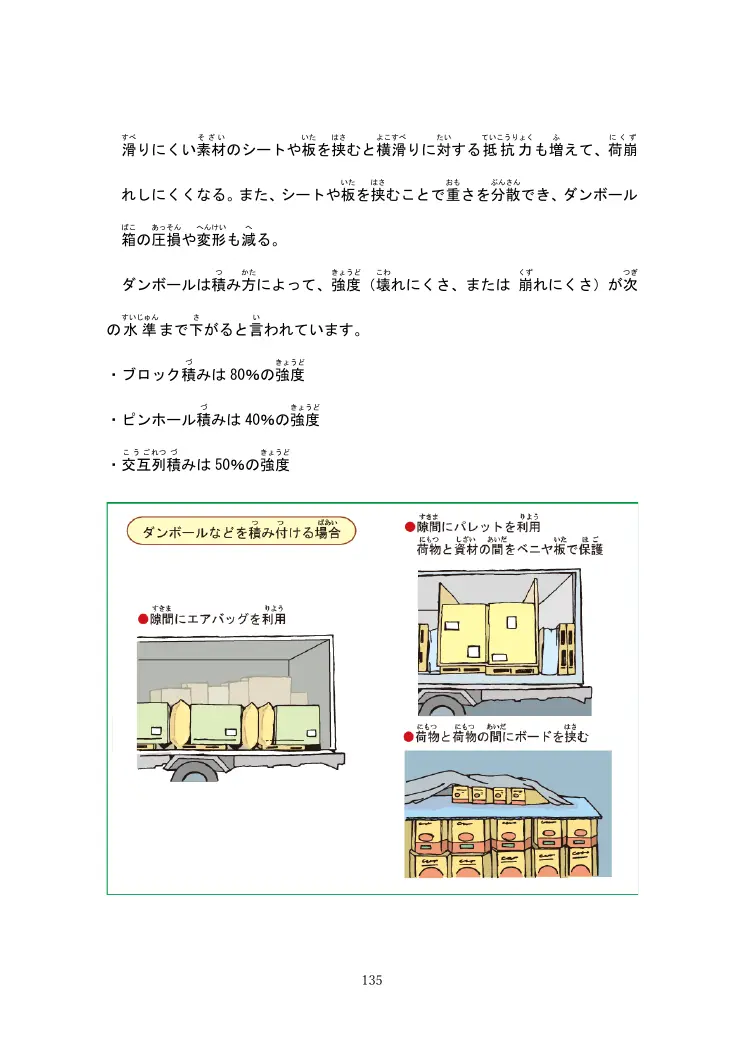 滑りにくい素材のシートや板を挟むと横滑りに対する抵抗力も増えて、荷崩
れしにくくなる。また、シートや板を挟むことで重さを分散でき、ダンボール
箱の圧損や変形も減る。
ダンボールは積み方によって、強度（壊れにくさ、または 崩れにくさ）が次
の水準まで下がると言われています。
・ブロック積みは 80％の強度
・ピンホール積みは 40％の強度
・交互列積みは 50％の強度
ダンボールなどを積み付ける場合
●隙間にエアバッグを利用
●隙間にパレットを利用
荷物と資材の間をベニヤ板で保護
●荷物と荷物の間にボードを挟む
135